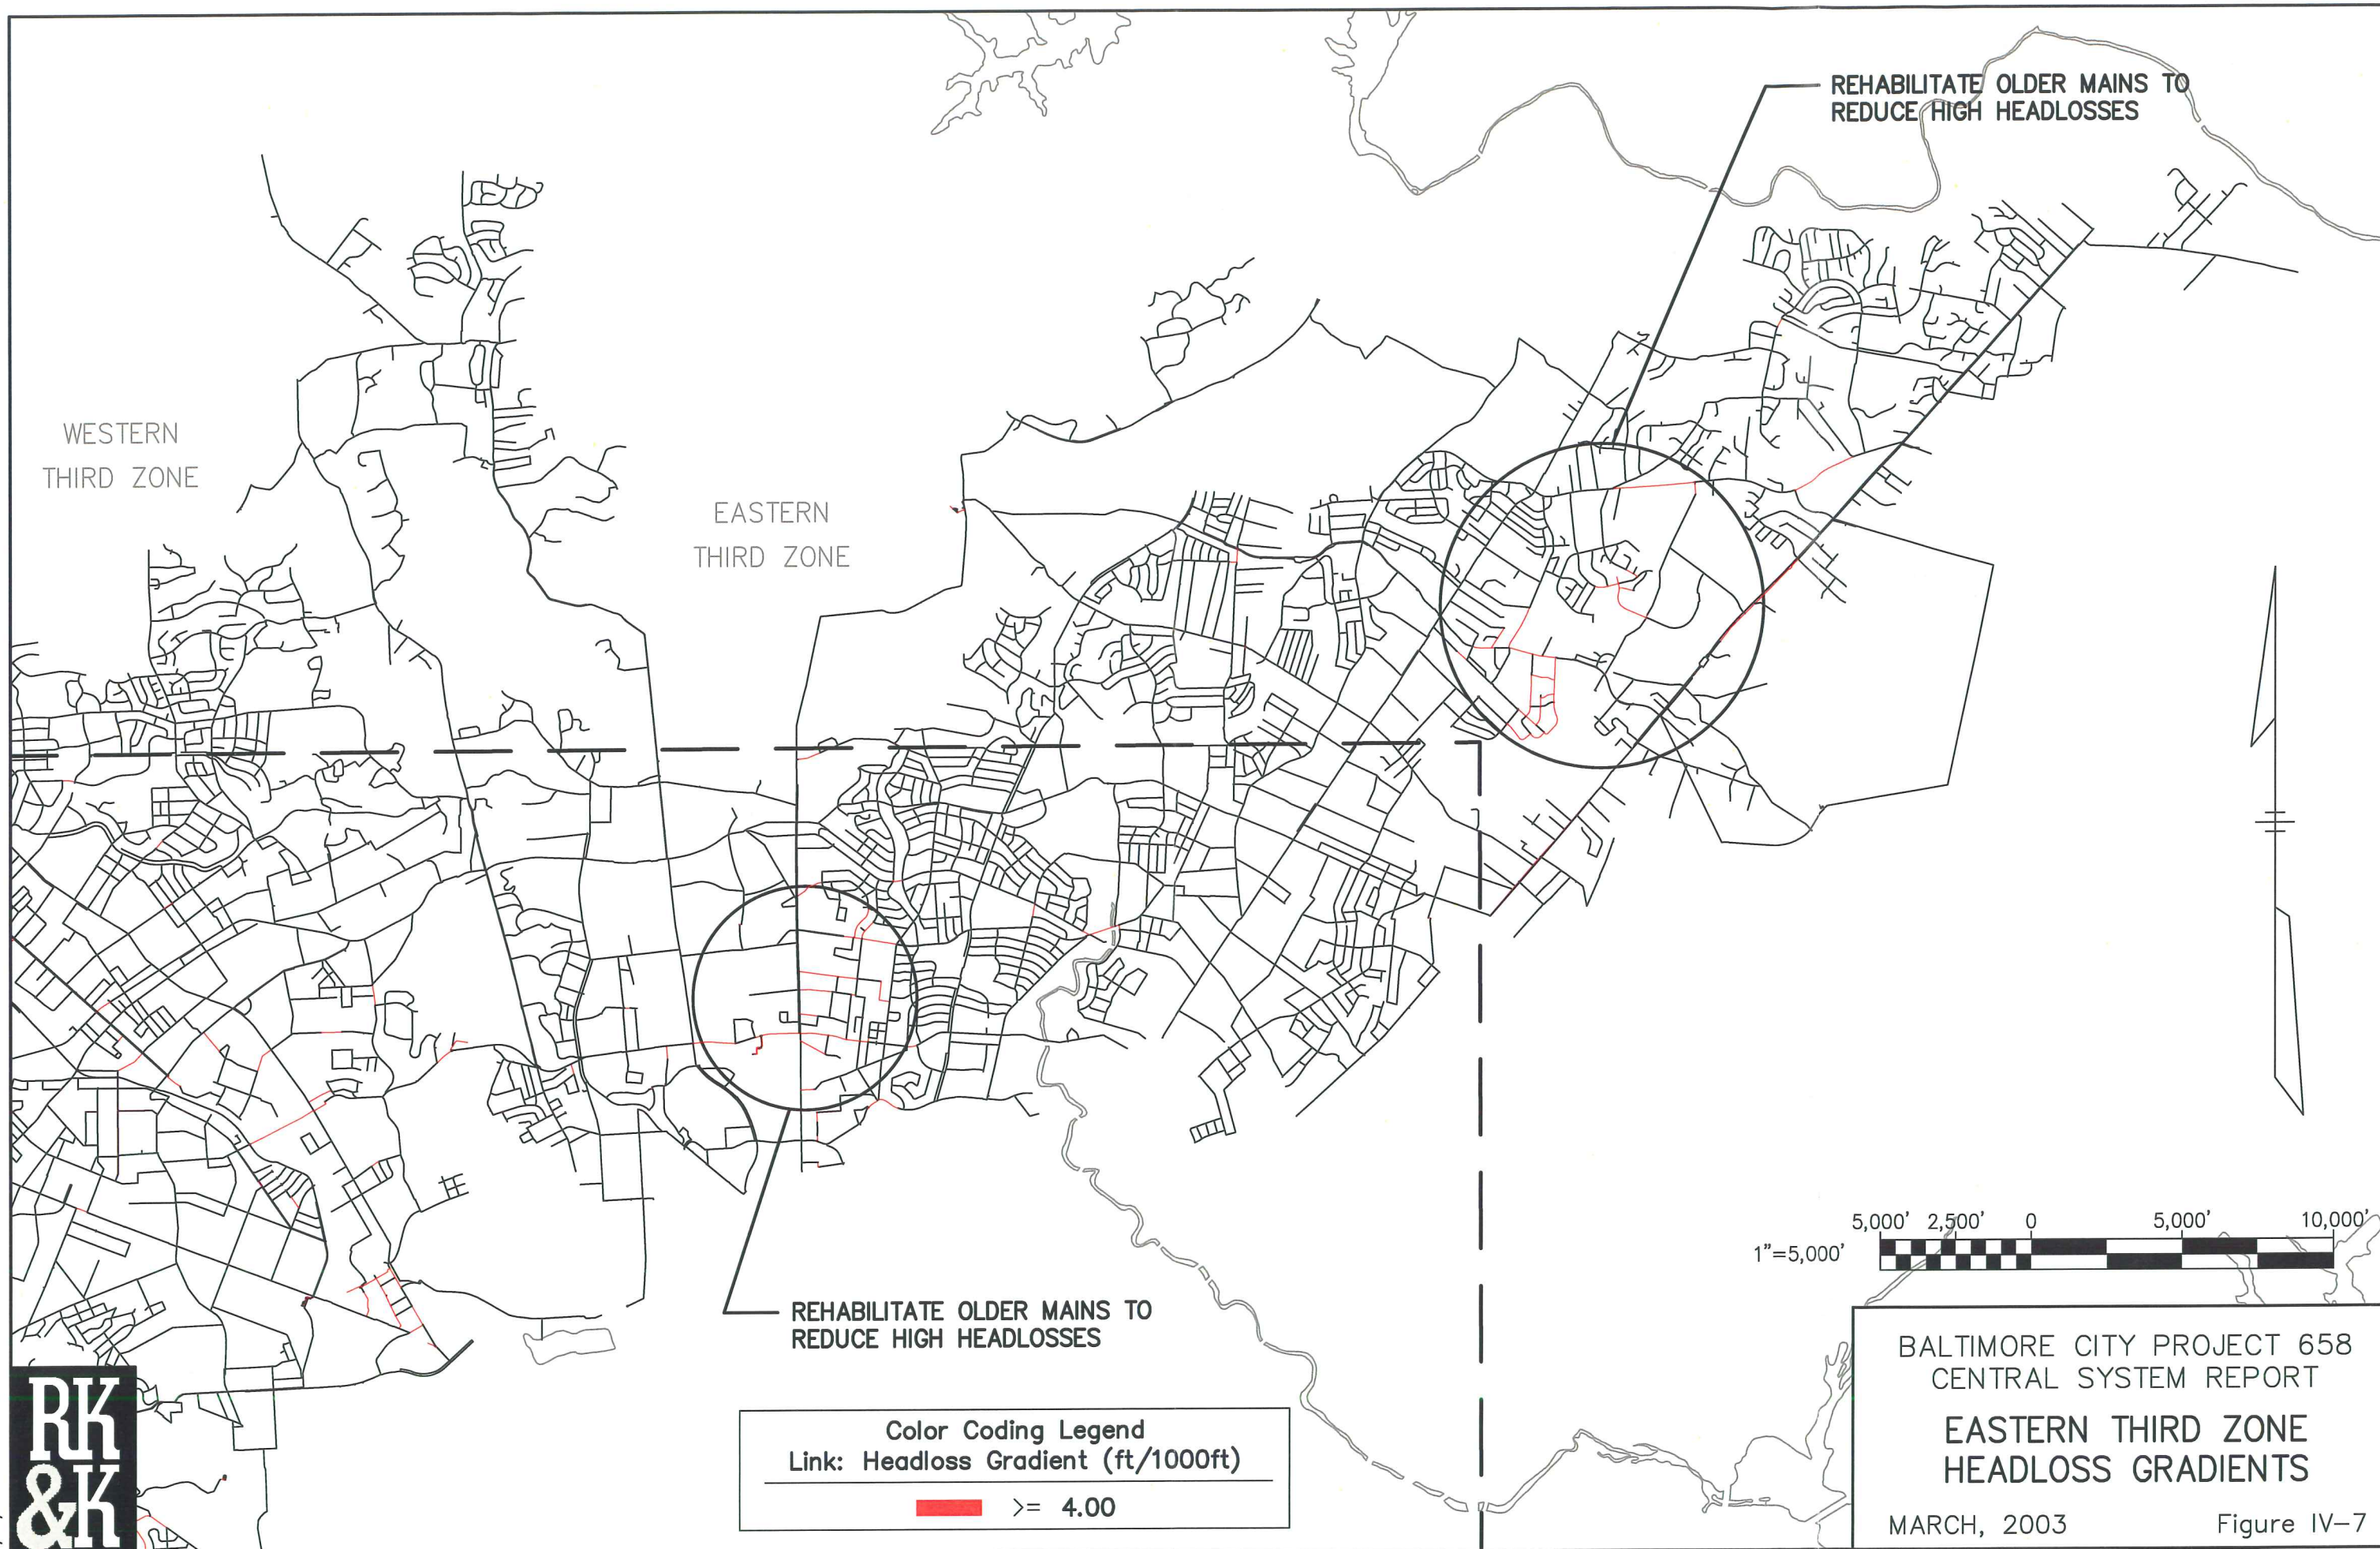 REHABILITATE OLDER MAINS TO
REDUCE HIGH HEADLOSSES
WESTERN
THIRD ZONE
EASTERN
THIRD ZONE
5,000' 2,500' 0 5,000' 10,000'
1"=5,000'
REHABILITATE OLDER MAINS TO
REDUCE HIGH HEADLOSSES
RK
&K
Color Coding Legend
Link: Headloss Gradient (ft/1000ft)
>= 4.00
BALTIMORE CITY PROJECT 658
CENTRAL SYSTEM REPORT
EASTERN THIRD ZONE
HEADLOSS GRADIENTS
MARCH, 2003 Figure IV-7